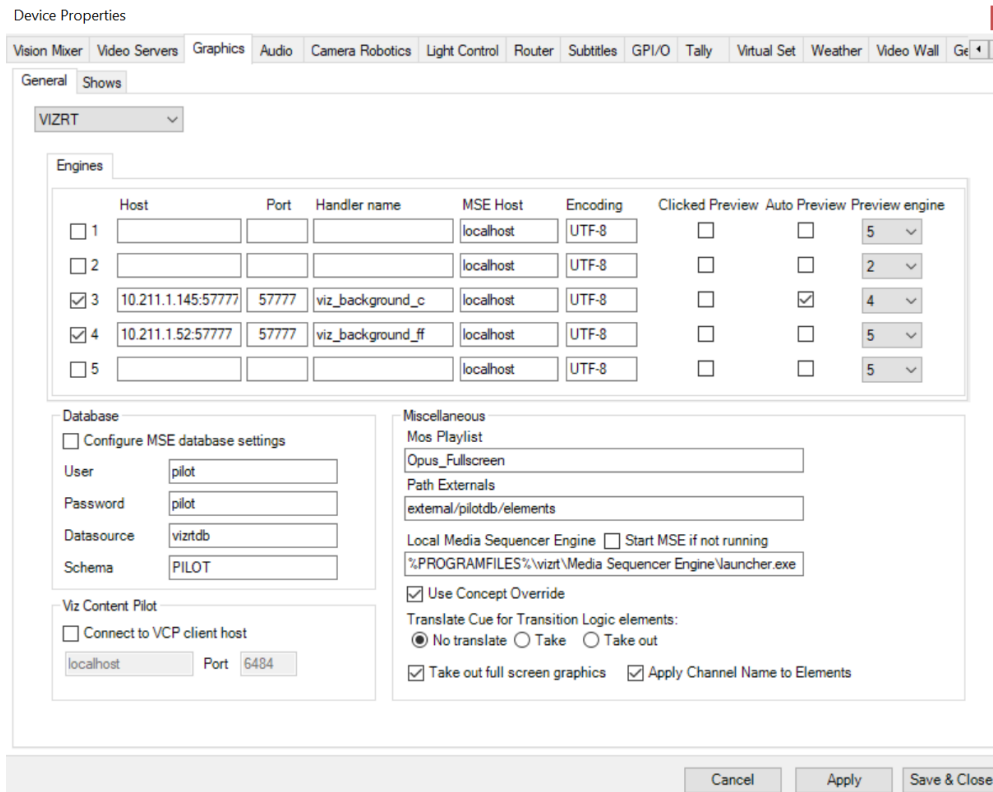 Device Properties
Vision Mixer Video Servers Graphics Audio Camera Robotics Light Control Router Subtitles GPI/O Tally Virtual Set Weather Video Wall Ge
General Shows
VIZRT
Engines
Host Port Handler name MSE Host Encoding Clicked Preview Auto Preview Preview engine
1 localhost UTF-8 5
2 localhost UTF-8 2
3 10.211.1.145:57777 57777 viz_background_c localhost UTF-8 4
4 10.211.1.52:57777 57777 viz_background_ff localhost UTF-8 5
5 localhost UTF-8 5
Database
Configure MSE database settings
User pilot
Password pilot
Datasource vizrtdb
Schema PILOT
Viz Content Pilot
Connect to VCP client host
localhost Port 6484
Miscellaneous
Mos Playlist
Opus_Fullscreen
Path Externals
external/pilotdb/elements
Local Media Sequencer Engine Start MSE if not running
%PROGRAMFILES%\vizrt\Media Sequencer Engine\launcher.exe
Use Concept Override
Translate Cue for Transition Logic elements:
No translate Take Take out
Take out full screen graphics Apply Channel Name to Elements
Cancel Apply Save & Close